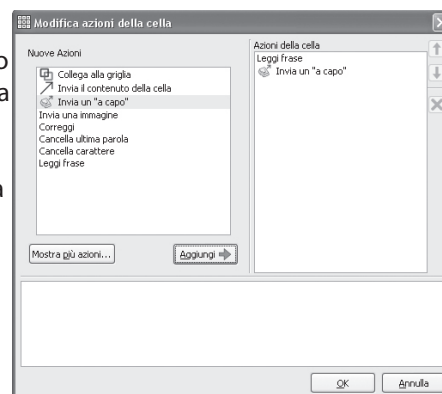 Modifica azioni della cella
o
a
a
Nuove Azioni
Collega alla griglia
Invia il contenuto della cella
Invia un "a capo"
Invia una immagine
Correggi
Cancella ultima parola
Cancella carattere
Leggi frase
Mostra più azioni...
Aggiungi
Azioni della cella
Leggi frase
Invia un "a capo"
OK
Annulla